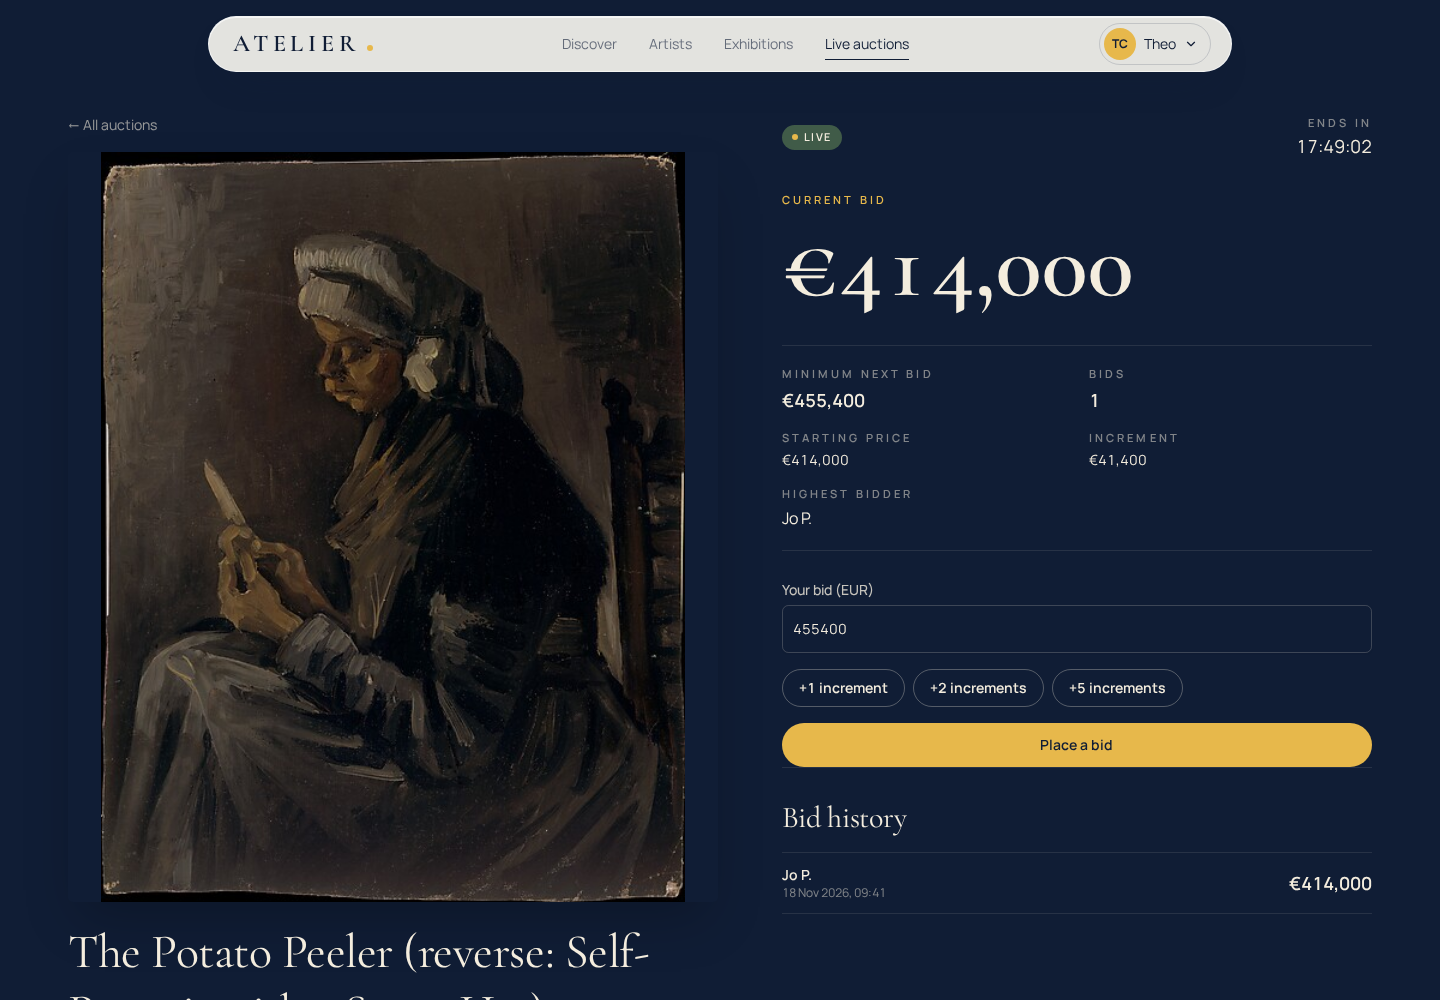 ATELIER
Discover
Artists
Exhibitions
Live auctions
TC
Theo
← All auctions
LIVE
ENDS IN
17:49:02
CURRENT BID
€414,000
MINIMUM NEXT BID
€455,400
BIDS
1
STARTING PRICE
€414,000
INCREMENT
€41,400
HIGHEST BIDDER
Jo P.
Your bid (EUR)
455400
+1 increment
+2 increments
+5 increments
Place a bid
Bid history
Jo P.
18 Nov 2026, 09:41
€414,000
The Potato Peeler (reverse: Self-